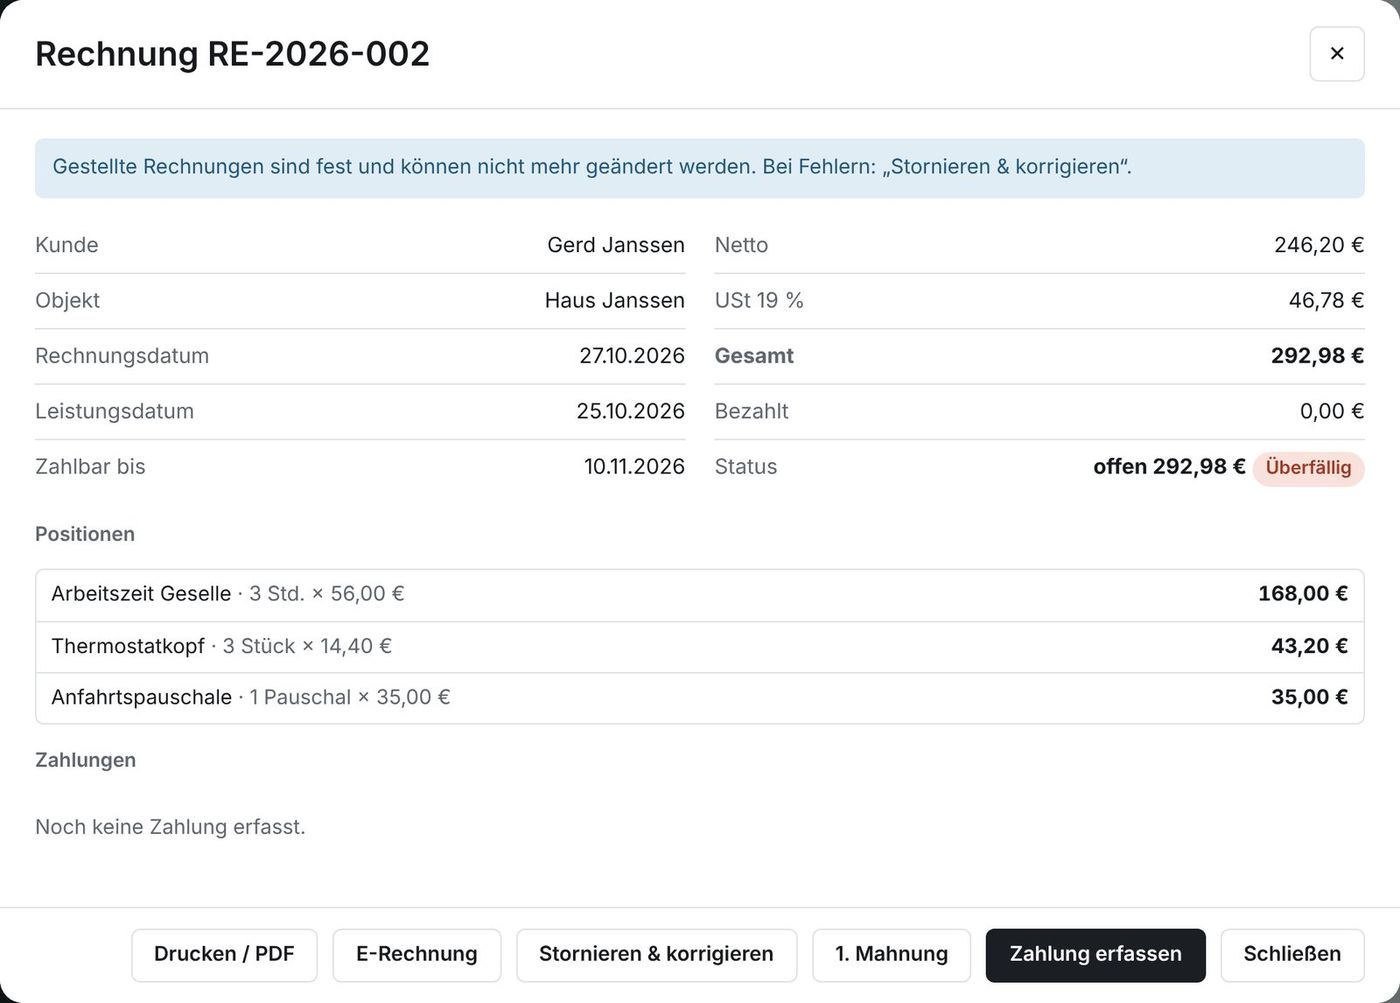 Rechnung RE-2026-002
×
Gestellte Rechnungen sind fest und können nicht mehr geändert werden. Bei Fehlern: „Stornieren & korrigieren“.
Kunde Gerd Janssen
Objekt Haus Janssen
Rechnungsdatum 27.10.2026
Leistungsdatum 25.10.2026
Zahlbar bis 10.11.2026
Netto 246,20 €
USt 19 % 46,78 €
Gesamt 292,98 €
Bezahlt 0,00 €
Status offen 292,98 € Überfällig
Positionen
Arbeitszeit Geselle · 3 Std. × 56,00 € 168,00 €
Thermostatkopf · 3 Stück × 14,40 € 43,20 €
Anfahrtspauschale · 1 Pauschal × 35,00 € 35,00 €
Zahlungen
Noch keine Zahlung erfasst.
Drucken / PDF E-Rechnung Stornieren & korrigieren 1. Mahnung Zahlung erfassen Schließen